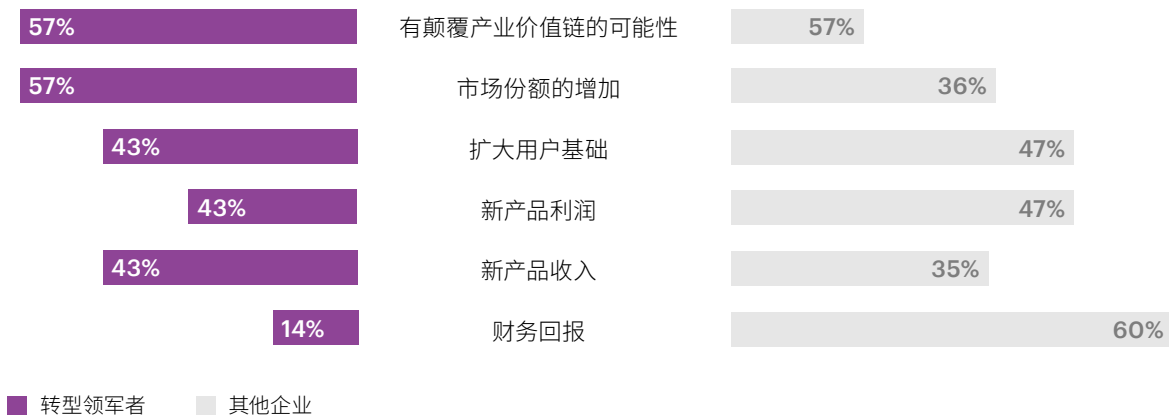 57% 有颠覆产业价值链的可能性 57%
57% 市场份额的增加 36%
43% 扩大用户基础 47%
43% 新产品利润 47%
43% 新产品收入 35%
14% 财务回报 60%
转型领军者 其他企业